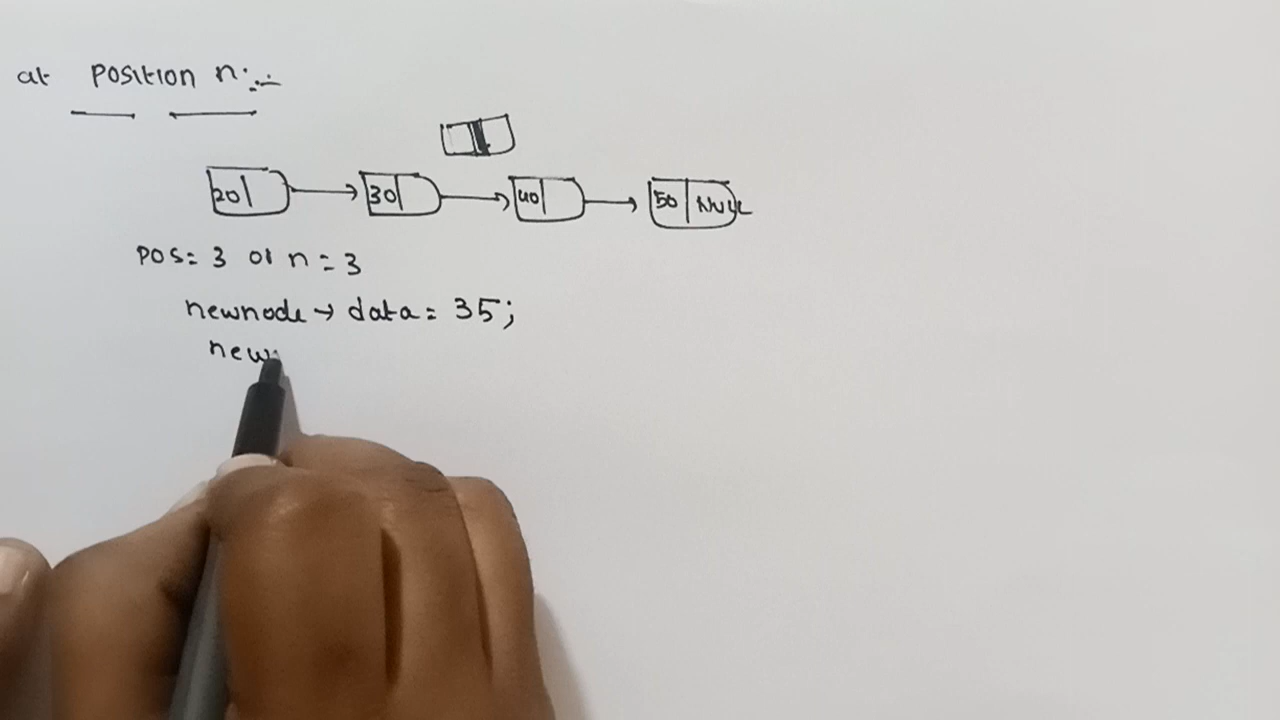 at position n:-
20 30 40 50 NULL
pos = 3 or n = 3
newnode → data = 35;
new